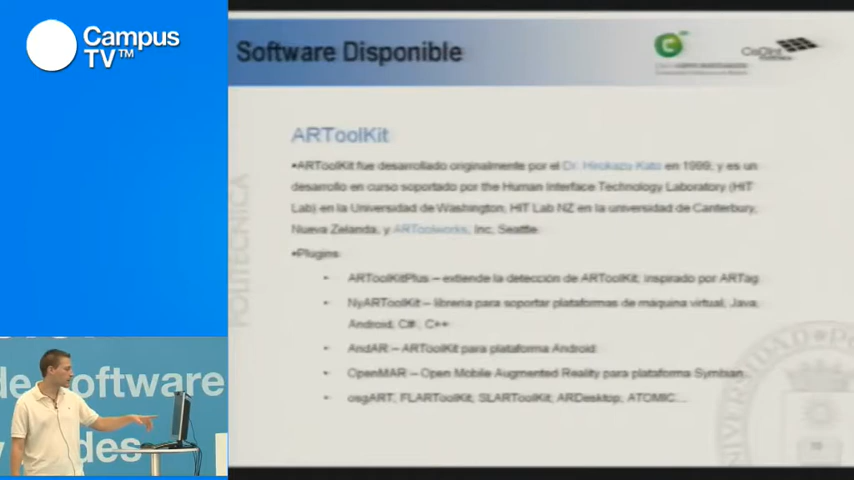 Campus
TV™
Software Disponible
ARToolKit
•ARToolKit fue desarrollado originalmente por el Dr. Hirokazu Kato en 1999, y es un
desarrollo en curso soportado por the Human Interface Technology Laboratory (HIT
Lab) en la Universidad de Washington, HIT Lab NZ en la universidad de Canterbury,
Nueva Zelanda, y ARToolworks, Inc, Seattle.
•Plugins
• ARToolKitPlus – extiende la detección de ARToolKit, inspirado por ARTag
• NyARToolKit – libreria para soportar plataformas de máquina virtual, Java,
Android, C#, C++
• AndAR – ARToolKit para plataforma Android
• OpenMAR – Open Mobile Augmented Reality para plataforma Symbian
• osgART, FLARToolKit, SLARToolKit, ARDesktop, ATOMIC...
POLITÉCNICA
de software
des